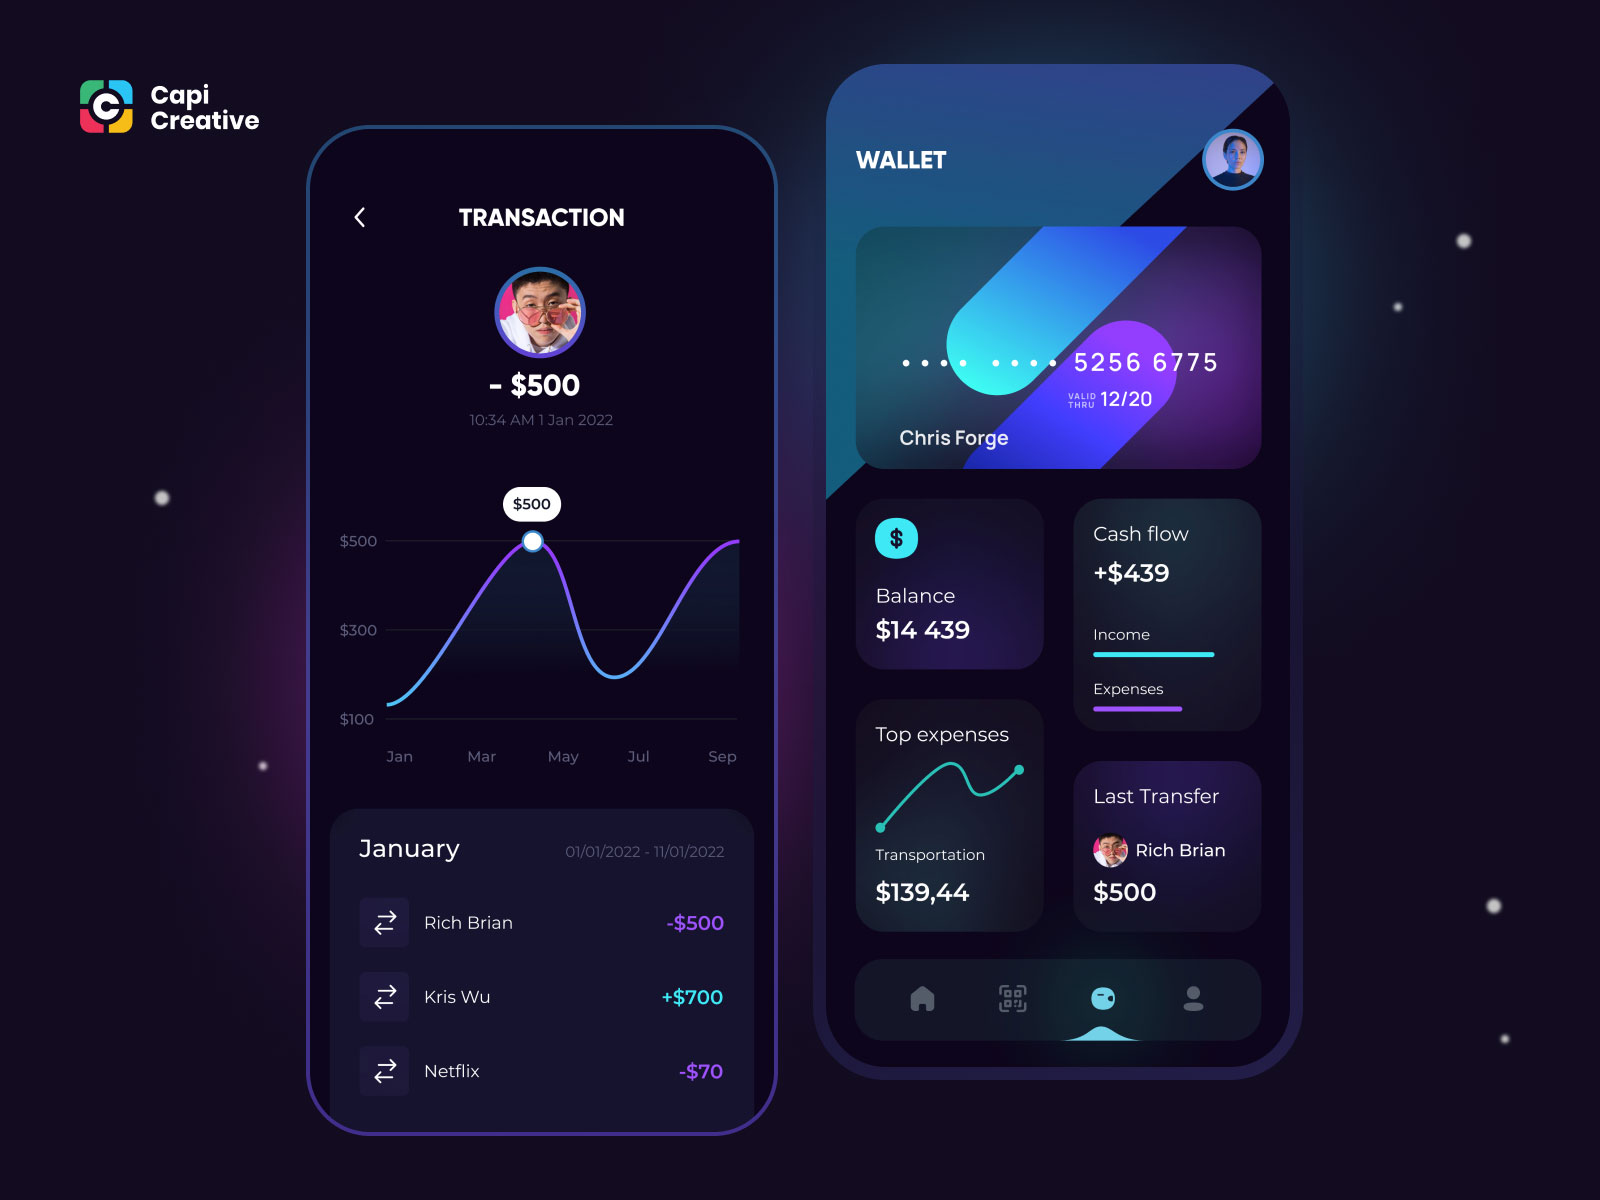 Capi
Creative
TRANSACTION
- $500
10:34 AM 1 Jan 2022
$500
$500
$300
$100
Jan Mar May Jul Sep
January 01/01/2022 - 11/01/2022
Rich Brian -$500
Kris Wu +$700
Netflix -$70
WALLET
•••• •••• 5256 6775
VALID
THRU 12/20
Chris Forge
$
Balance
$14 439
Cash flow
+$439
Income
Expenses
Top expenses
Transportation
$139,44
Last Transfer
Rich Brian
$500